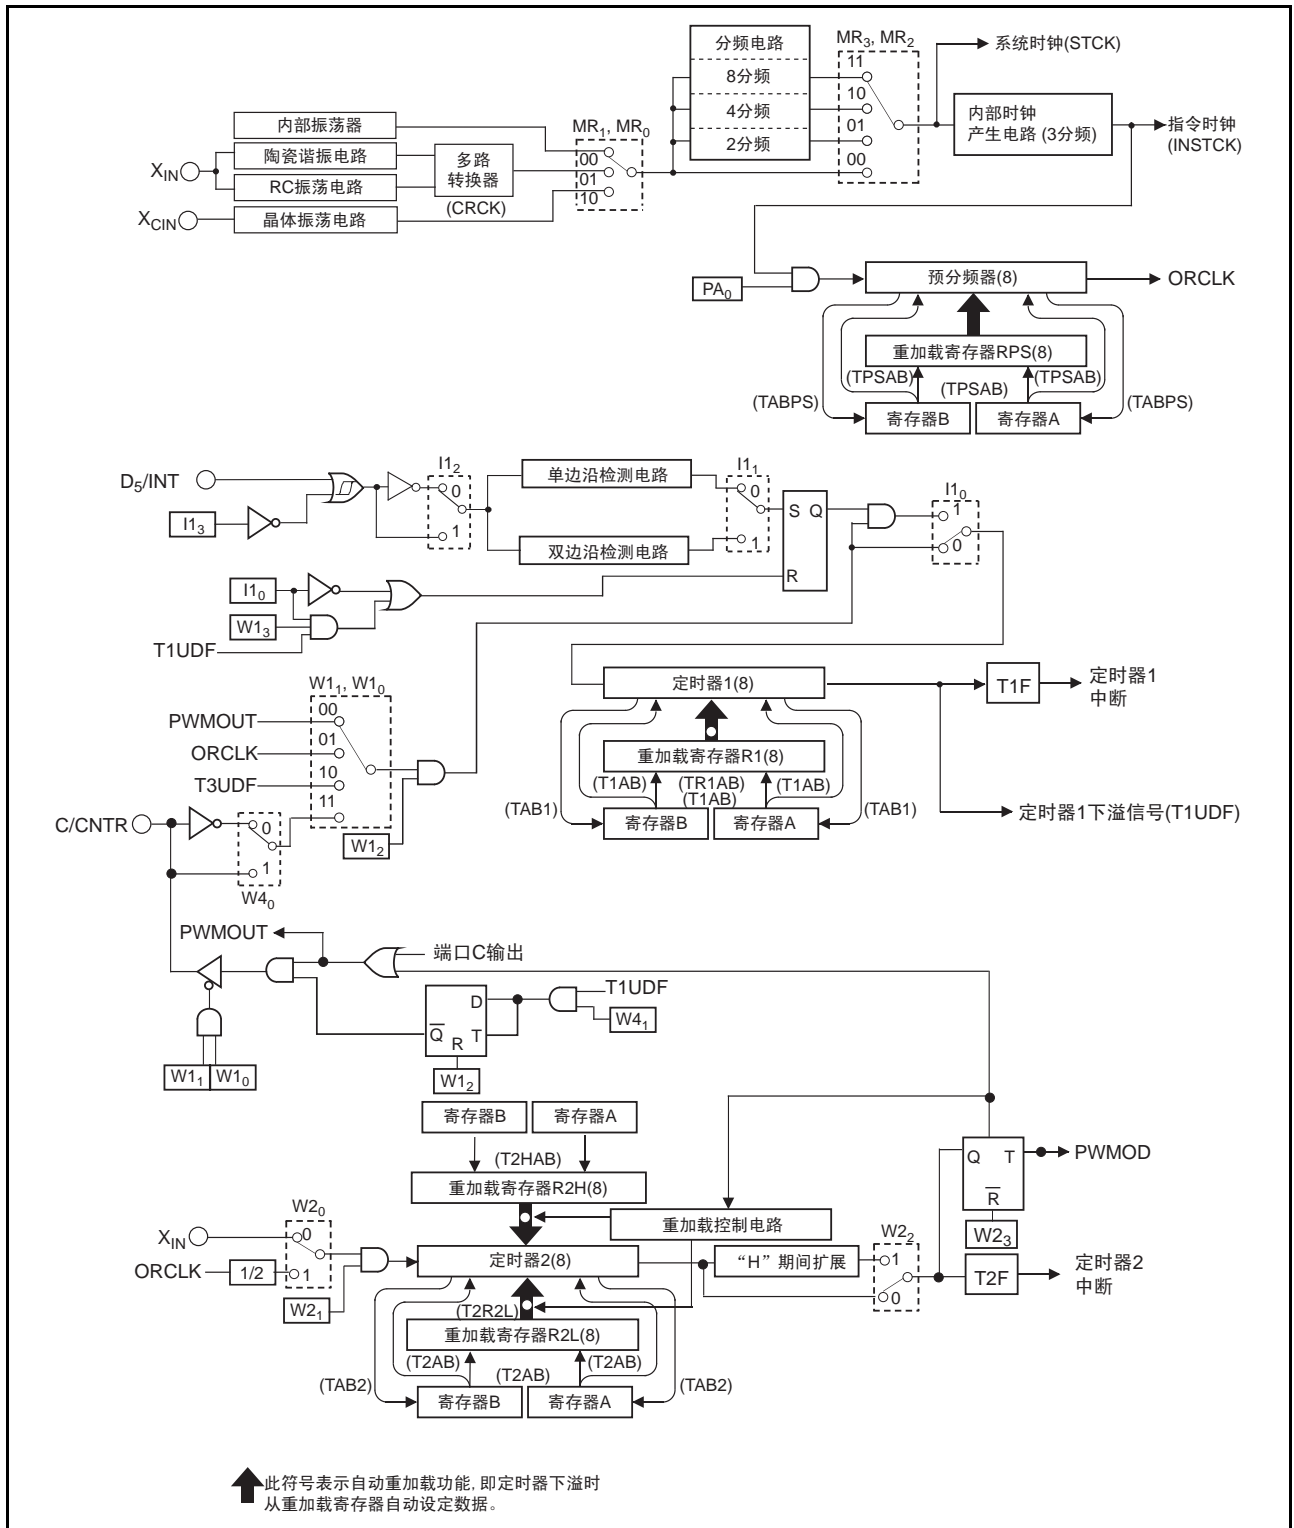 分频电路
8分频
4分频
2分频
MR3, MR2
11
10
01
00
系统时钟(STCK)
内部时钟
产生电路 (3分频)
指令时钟
(INSTCK)
内部振荡器
陶瓷谐振电路
RC振荡电路
晶体振荡电路
XIN
XCIN
多路
转换器
(CRCK)
MR1, MR0
00
01
10
PA0
预分频器(8)
ORCLK
重加载寄存器RPS(8)
(TPSAB)
(TPSAB)
(TPSAB)
(TABPS)
(TABPS)
寄存器B
寄存器A
D5/INT
I13
I12
0
1
单边沿检测电路
双边沿检测电路
I11
0
1
S Q
R
I10
1
0
I10
W13
T1UDF
W11, W10
00
01
10
11
PWMOUT
ORCLK
T3UDF
C/CNTR
0
1
W40
W12
定时器1(8)
重加载寄存器R1(8)
(T1AB)
(TR1AB)
(T1AB)
(T1AB)
(TAB1)
(TAB1)
寄存器B
寄存器A
T1F
定时器1
中断
定时器1下溢信号(T1UDF)
PWMOUT
端口C输出
D
Q
R
T
T1UDF
W41
W12
W11
W10
寄存器B
寄存器A
(T2HAB)
重加载寄存器R2H(8)
重加载控制电路
Q T
R
PWMOD
W23
XIN
ORCLK
1/2
W20
0
1
W21
定时器2(8)
“H”期间扩展
W22
1
0
T2F
定时器2
中断
(T2R2L)
重加载寄存器R2L(8)
(T2AB)
(T2AB)
(T2AB)
(TAB2)
(TAB2)
寄存器B
寄存器A
此符号表示自动重加载功能, 即定时器下溢时
从重加载寄存器自动设定数据。